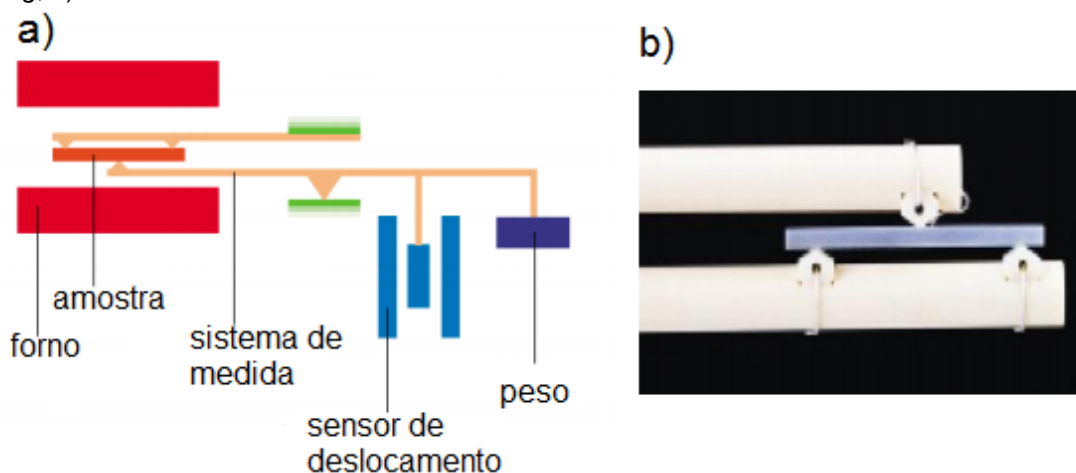 a)
b)
amostra
forno
sistema de
medida
peso
sensor de
deslocamento